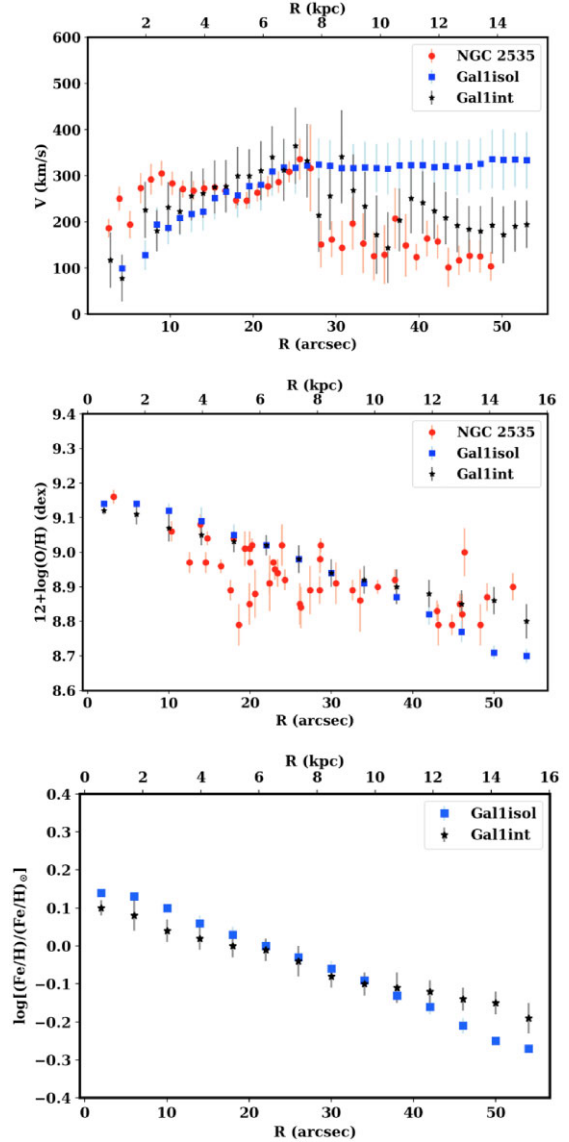 R (kpc)
2 4 6 8 10 12 14
600
500
400
300
200
100
0
V (km/s)
NGC 2535
Gal1isol
Gal1int
10 20 30 40 50
R (arcsec)
R (kpc)
0 2 4 6 8 10 12 14 16
9.4
9.3
9.2
9.1
9.0
8.9
8.8
8.7
8.6
12+log(O/H) (dex)
NGC 2535
Gal1isol
Gal1int
0 10 20 30 40 50
R (arcsec)
R (kpc)
0 2 4 6 8 10 12 14 16
0.4
0.3
0.2
0.1
0.0
−0.1
−0.2
−0.3
−0.4
log[(Fe/H)/(Fe/H)⊙]
Gal1isol
Gal1int
0 10 20 30 40 50
R (arcsec)